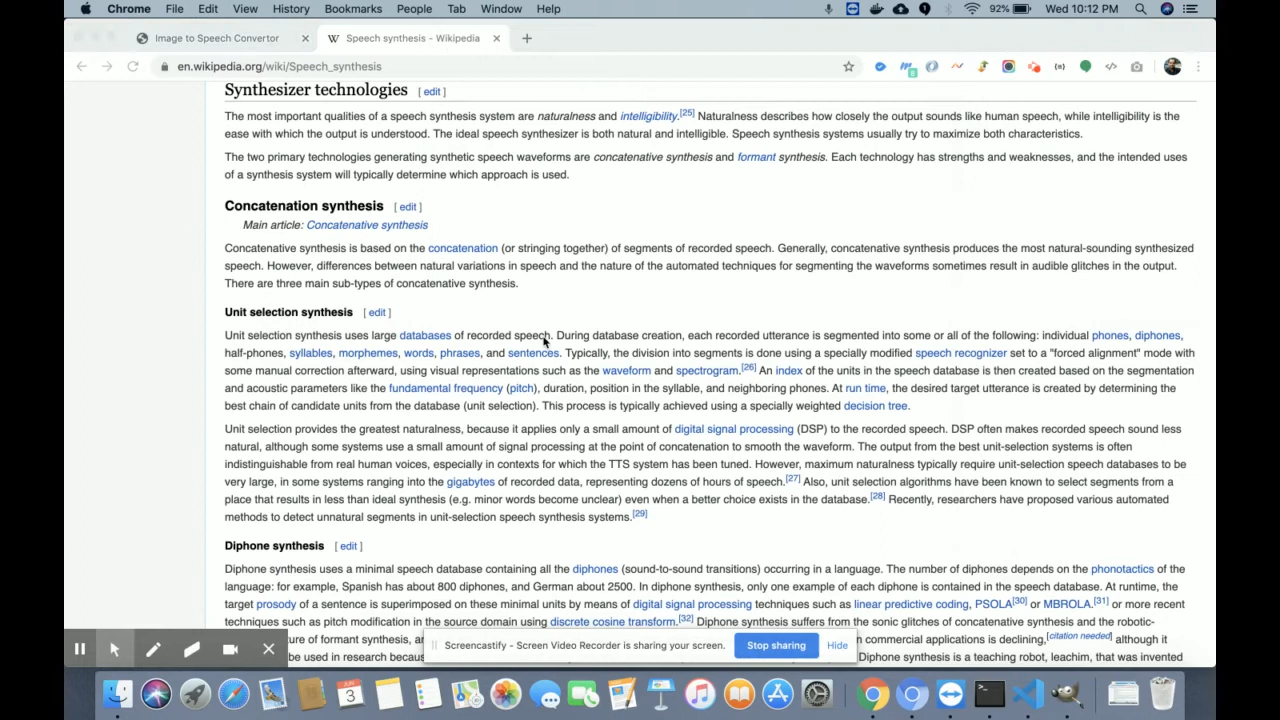 Chrome File Edit View History Bookmarks People Tab Window Help 92% Wed 10:12 PM
Image to Speech Convertor × W Speech synthesis - Wikipedia × +
en.wikipedia.org/wiki/Speech_synthesis
Synthesizer technologies [ edit ]
The most important qualities of a speech synthesis system are naturalness and intelligibility.[25] Naturalness describes how closely the output sounds like human speech, while intelligibility is the
ease with which the output is understood. The ideal speech synthesizer is both natural and intelligible. Speech synthesis systems usually try to maximize both characteristics.
The two primary technologies generating synthetic speech waveforms are concatenative synthesis and formant synthesis. Each technology has strengths and weaknesses, and the intended uses
of a synthesis system will typically determine which approach is used.
Concatenation synthesis [ edit ]
Main article: Concatenative synthesis
Concatenative synthesis is based on the concatenation (or stringing together) of segments of recorded speech. Generally, concatenative synthesis produces the most natural-sounding synthesized
speech. However, differences between natural variations in speech and the nature of the automated techniques for segmenting the waveforms sometimes result in audible glitches in the output.
There are three main sub-types of concatenative synthesis.
Unit selection synthesis [ edit ]
Unit selection synthesis uses large databases of recorded speech. During database creation, each recorded utterance is segmented into some or all of the following: individual phones, diphones,
half-phones, syllables, morphemes, words, phrases, and sentences. Typically, the division into segments is done using a specially modified speech recognizer set to a "forced alignment" mode with
some manual correction afterward, using visual representations such as the waveform and spectrogram.[26] An index of the units in the speech database is then created based on the segmentation
and acoustic parameters like the fundamental frequency (pitch), duration, position in the syllable, and neighboring phones. At run time, the desired target utterance is created by determining the
best chain of candidate units from the database (unit selection). This process is typically achieved using a specially weighted decision tree.
Unit selection provides the greatest naturalness, because it applies only a small amount of digital signal processing (DSP) to the recorded speech. DSP often makes recorded speech sound less
natural, although some systems use a small amount of signal processing at the point of concatenation to smooth the waveform. The output from the best unit-selection systems is often
indistinguishable from real human voices, especially in contexts for which the TTS system has been tuned. However, maximum naturalness typically require unit-selection speech databases to be
very large, in some systems ranging into the gigabytes of recorded data, representing dozens of hours of speech.[27] Also, unit selection algorithms have been known to select segments from a
place that results in less than ideal synthesis (e.g. minor words become unclear) even when a better choice exists in the database.[28] Recently, researchers have proposed various automated
methods to detect unnatural segments in unit-selection speech synthesis systems.[29]
Diphone synthesis [ edit ]
Diphone synthesis uses a minimal speech database containing all the diphones (sound-to-sound transitions) occurring in a language. The number of diphones depends on the phonotactics of the
language: for example, Spanish has about 800 diphones, and German about 2500. In diphone synthesis, only one example of each diphone is contained in the speech database. At runtime, the
target prosody of a sentence is superimposed on these minimal units by means of digital signal processing techniques such as linear predictive coding, PSOLA[30] or MBROLA.[31] or more recent
techniques such as pitch modification in the source domain using discrete cosine transform.[32] Diphone synthesis suffers from the sonic glitches of concatenative synthesis and the robotic-
ure of formant synthesis, a n commercial applications is declining,[citation needed] although it
be used in research becaus Diphone synthesis is a teaching robot, leachim, that was invented
Screencastify - Screen Video Recorder is sharing your screen. Stop sharing Hide
3